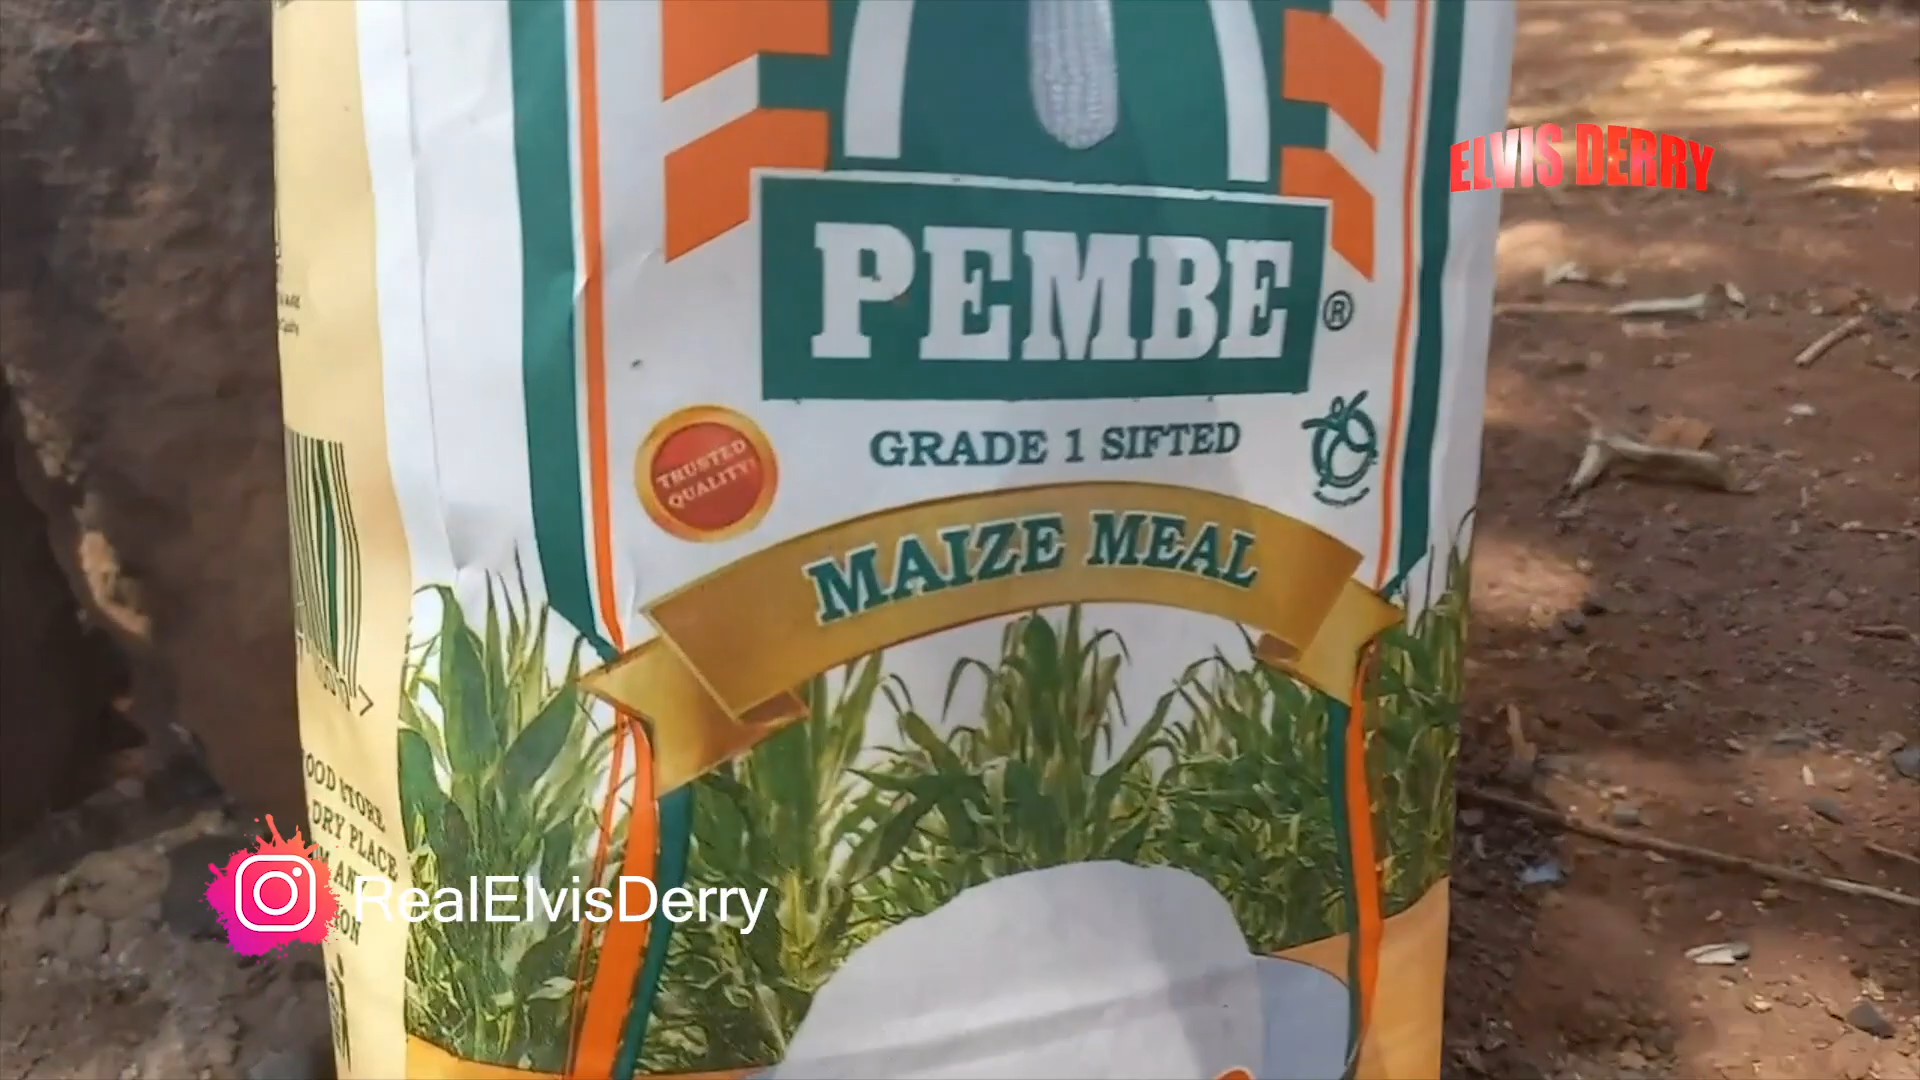 ELVIS DERRY
PEMBE
®
GRADE 1 SIFTED
TRUSTED
QUALITY!
MAIZE MEAL
DRY PLACE
RealElvisDerry